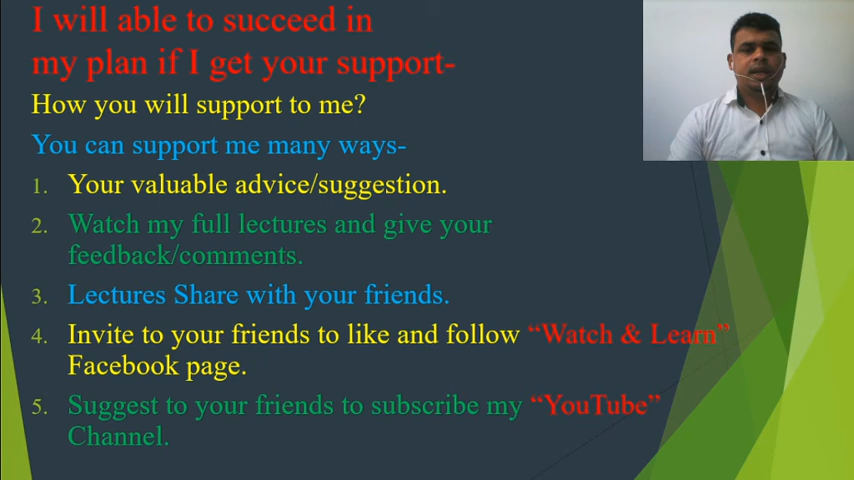 I will able to succeed in
my plan if I get your support-
How you will support to me?
You can support me many ways-
1. Your valuable advice/suggestion.
2. Watch my full lectures and give your
feedback/comments.
3. Lectures Share with your friends.
4. Invite to your friends to like and follow “Watch & Learn”
Facebook page.
5. Suggest to your friends to subscribe my “YouTube”
Channel.